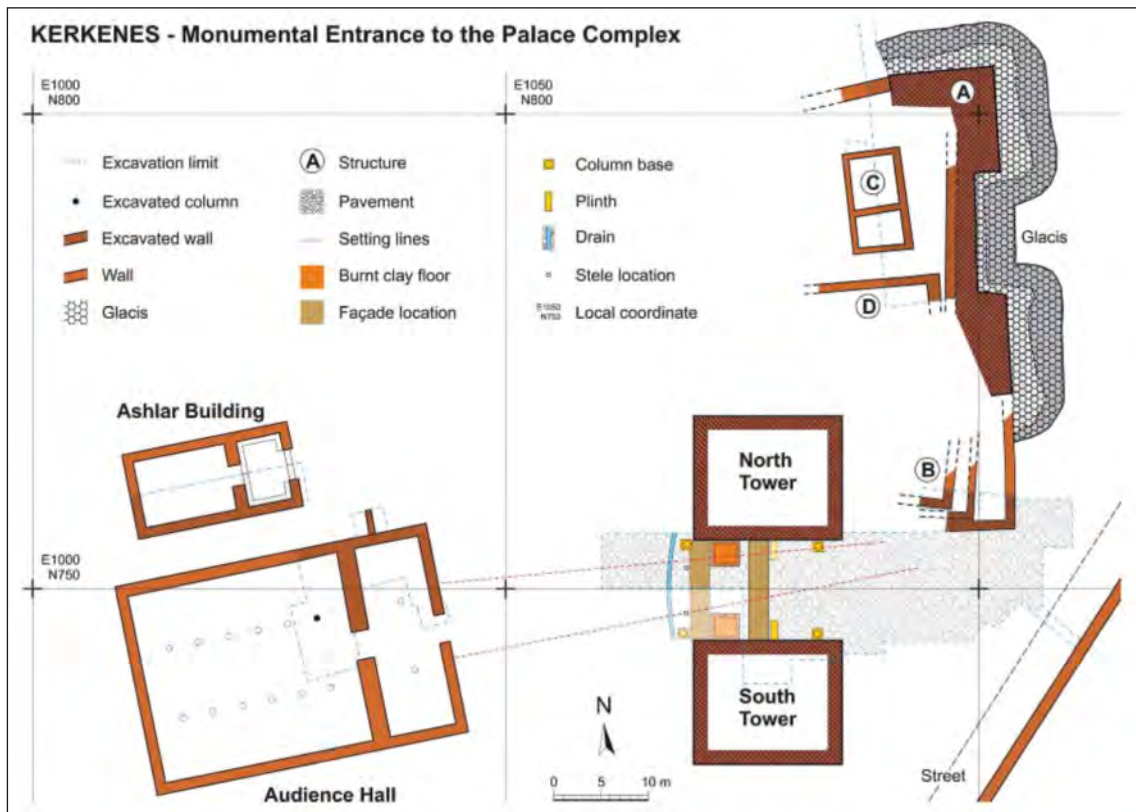 KERKENES - Monumental Entrance to the Palace Complex
E1000
N800
E1050
N800
A
Excavation limit
Excavated column
Excavated wall
Wall
Glacis
A
Structure
Pavement
Setting lines
Burnt clay floor
Façade location
Column base
Plinth
Drain
Stele location
E1050
N750
Local coordinate
C
Glacis
D
Ashlar Building
North
Tower
B
E1000
N750
South
Tower
N
0
5
10 m
Street
Audience Hall